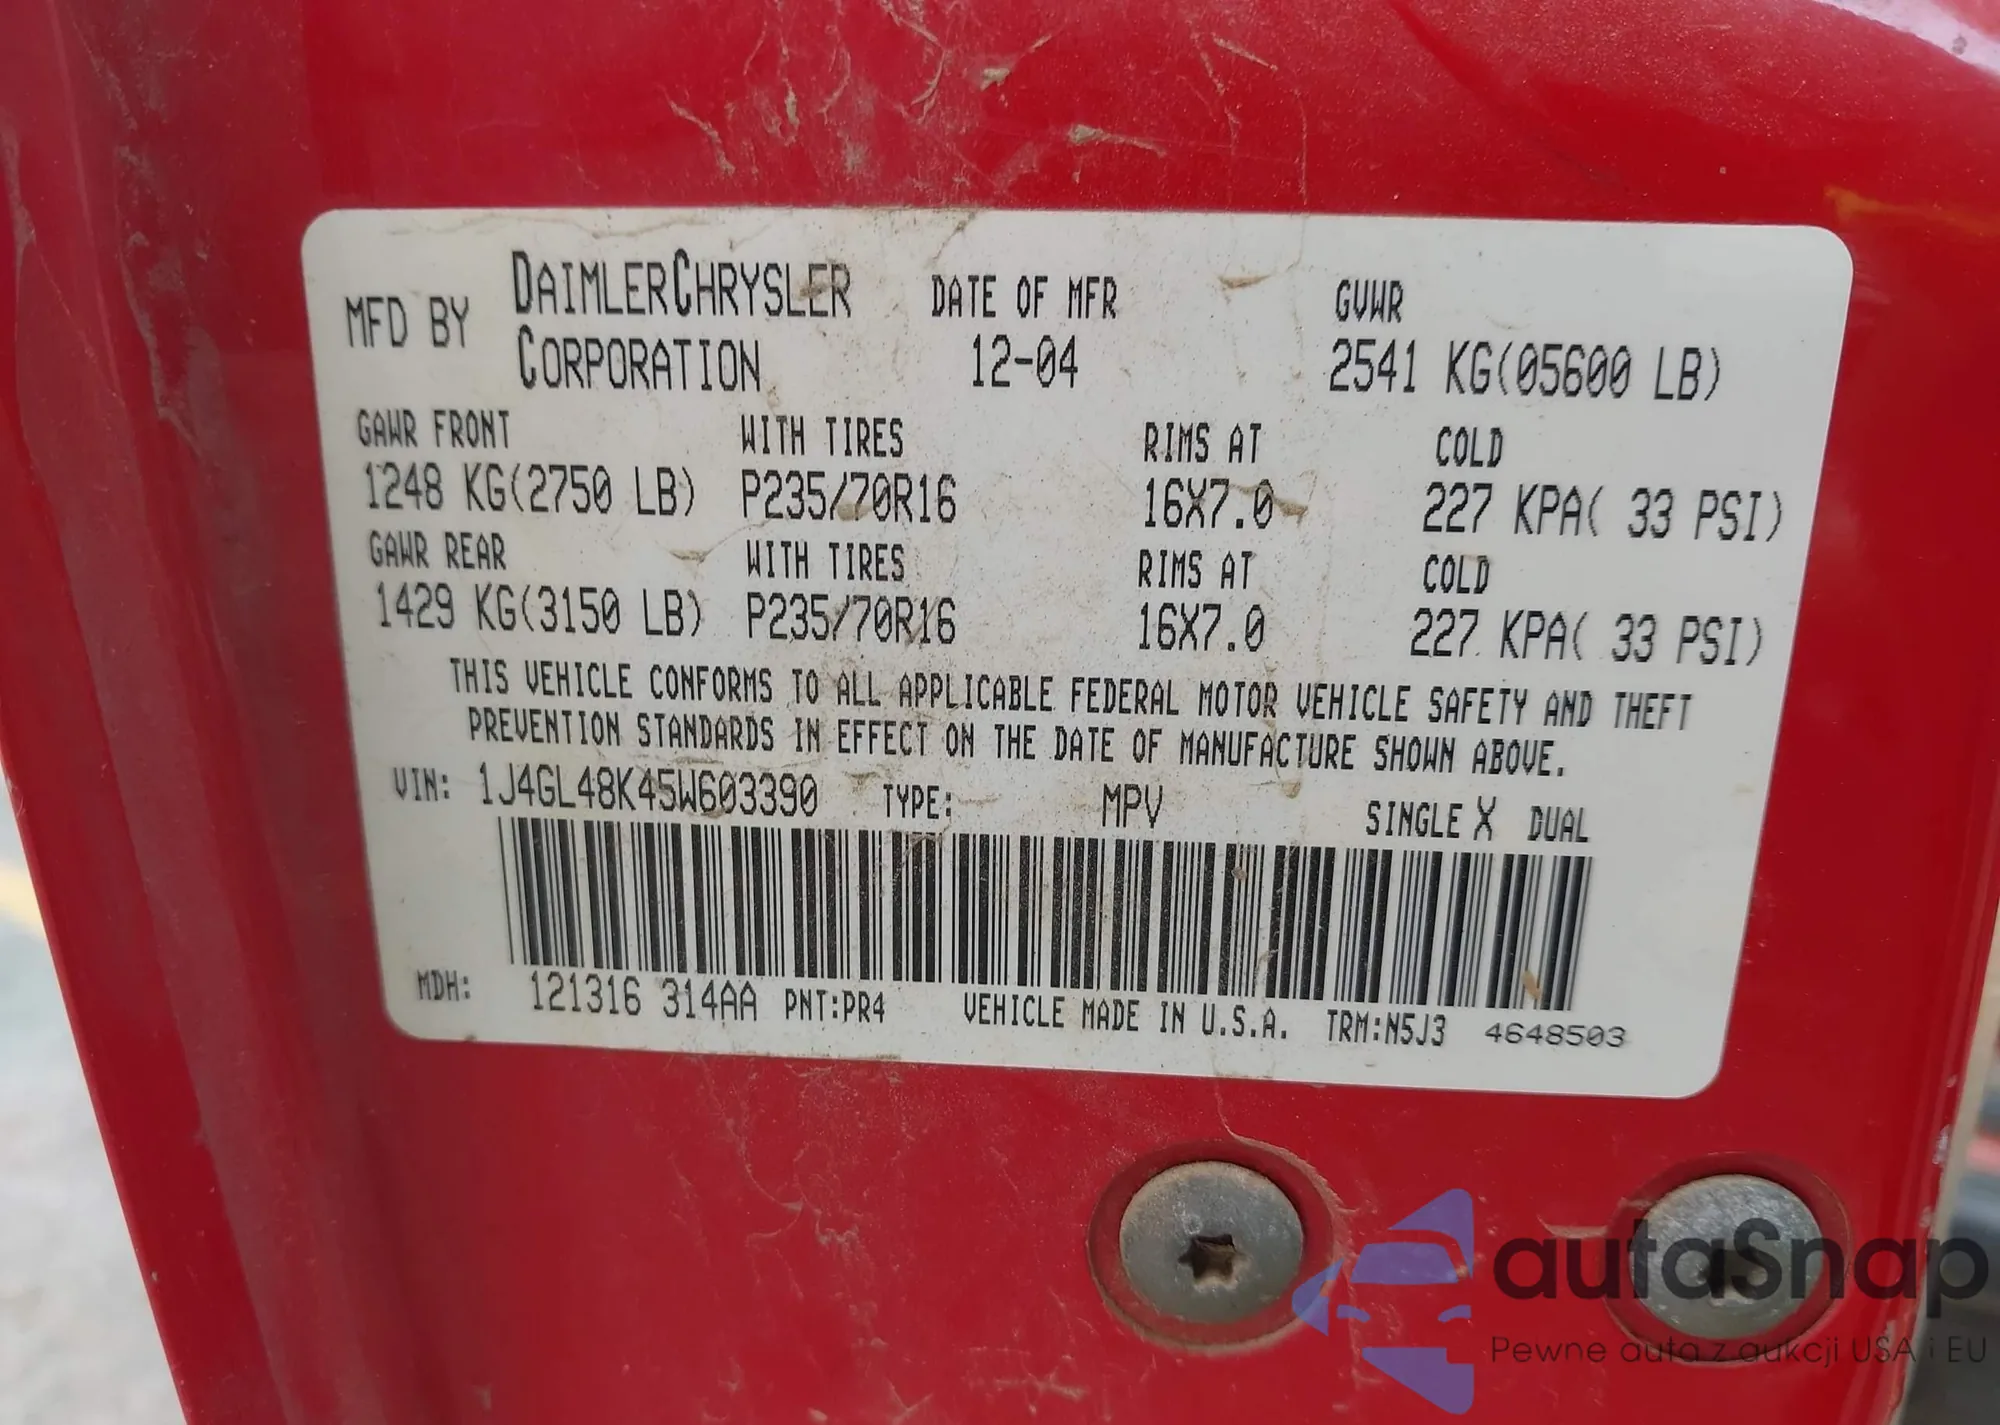 MFD BY DAIMLERCHRYSLER CORPORATION
DATE OF MFR 12-04
GVWR 2541 KG(05600 LB)
GAWR FRONT WITH TIRES RIMS AT COLD
1248 KG(2750 LB) P235/70R16 16X7.0 227 KPA( 33 PSI)
GAWR REAR WITH TIRES RIMS AT COLD
1429 KG(3150 LB) P235/70R16 16X7.0 227 KPA( 33 PSI)
THIS VEHICLE CONFORMS TO ALL APPLICABLE FEDERAL MOTOR VEHICLE SAFETY AND THEFT
PREVENTION STANDARDS IN EFFECT ON THE DATE OF MANUFACTURE SHOWN ABOVE.
VIN: 1J4GL48K45W603390 TYPE: MPV SINGLE X DUAL
MDH: 121316 314AA PNT:PR4 VEHICLE MADE IN U.S.A. TRM:N5J3 4648503
autaSnap
Pewne auta z aukcji USA i EU